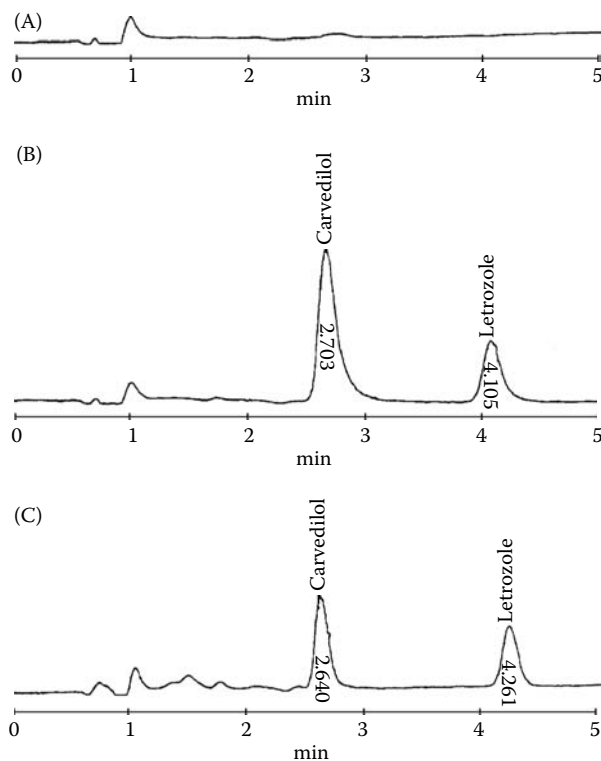 (A)
0 1 2 3 4 5
min
(B)
Carvedilol
2.703
Letrozole
4.105
0 1 2 3 4 5
min
(C)
Carvedilol
2.640
Letrozole
4.261
0 1 2 3 4 5
min